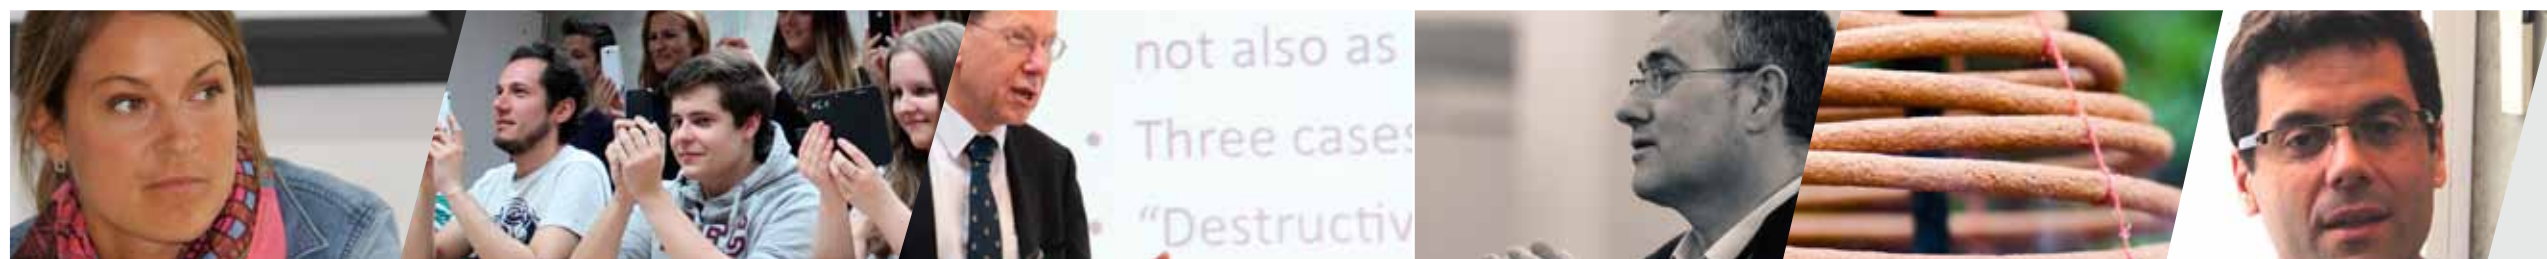 not also as
• Three cases
• “Destructiv